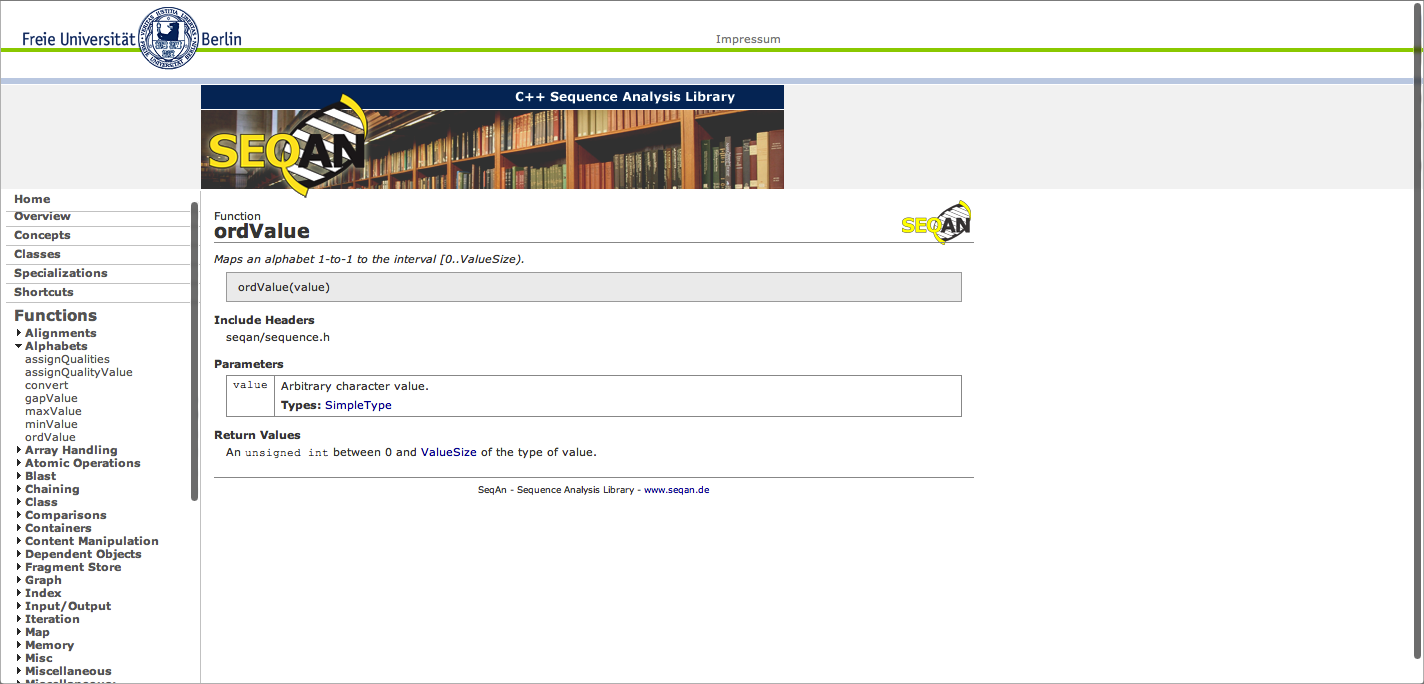 Freie Universität Berlin
Impressum
C++ Sequence Analysis Library
SEQAN
Home
Overview
Concepts
Classes
Specializations
Shortcuts
Functions
Alignments
Alphabets
assignQualities
assignQualityValue
convert
gapValue
maxValue
minValue
ordValue
Array Handling
Atomic Operations
Blast
Chaining
Class
Comparisons
Containers
Content Manipulation
Dependent Objects
Fragment Store
Graph
Index
Input/Output
Iteration
Map
Memory
Misc
Miscellaneous
Function
ordValue
SEQAN
Maps an alphabet 1-to-1 to the interval [0..ValueSize).
ordValue(value)
Include Headers
seqan/sequence.h
Parameters
value Arbitrary character value.
Types: SimpleType
Return Values
An unsigned int between 0 and ValueSize of the type of value.
SeqAn - Sequence Analysis Library - www.seqan.de